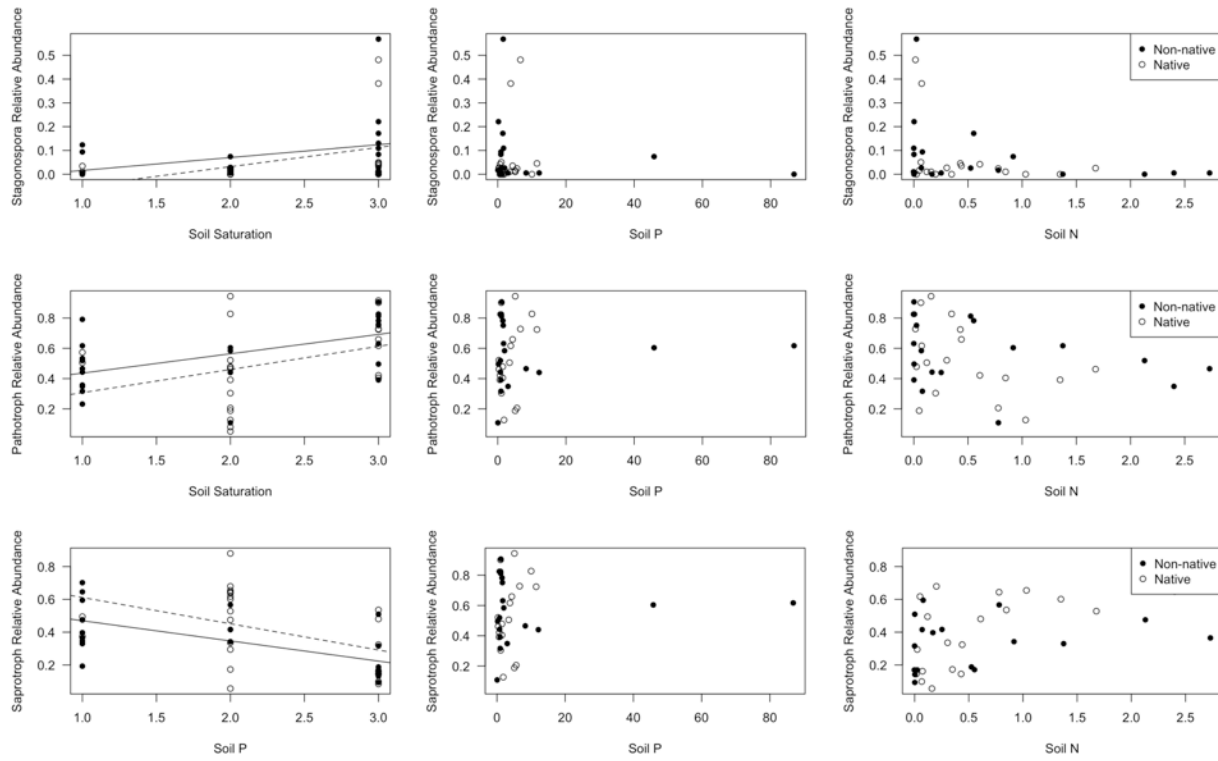 Stagonospora Relative Abundance
0.5
0.4
0.3
0.2
0.1
0.0
1.0 1.5 2.0 2.5 3.0
Soil Saturation
Stagonospora Relative Abundance
0.5
0.4
0.3
0.2
0.1
0.0
0 20 40 60 80
Soil P
Stagonospora Relative Abundance
0.5
0.4
0.3
0.2
0.1
0.0
0.0 0.5 1.0 1.5 2.0 2.5
Soil N
Non-native
Native
Pathotroph Relative Abundance
0.8
0.6
0.4
0.2
1.0 1.5 2.0 2.5 3.0
Soil Saturation
Pathotroph Relative Abundance
0.8
0.6
0.4
0.2
0 20 40 60 80
Soil P
Pathotroph Relative Abundance
0.8
0.6
0.4
0.2
0.0 0.5 1.0 1.5 2.0 2.5
Soil N
Non-native
Native
Saprotroph Relative Abundance
0.8
0.6
0.4
0.2
1.0 1.5 2.0 2.5 3.0
Soil P
Saprotroph Relative Abundance
0.8
0.6
0.4
0.2
0 20 40 60 80
Soil P
Saprotroph Relative Abundance
0.8
0.6
0.4
0.2
0.0 0.5 1.0 1.5 2.0 2.5
Soil N
Non-native
Native